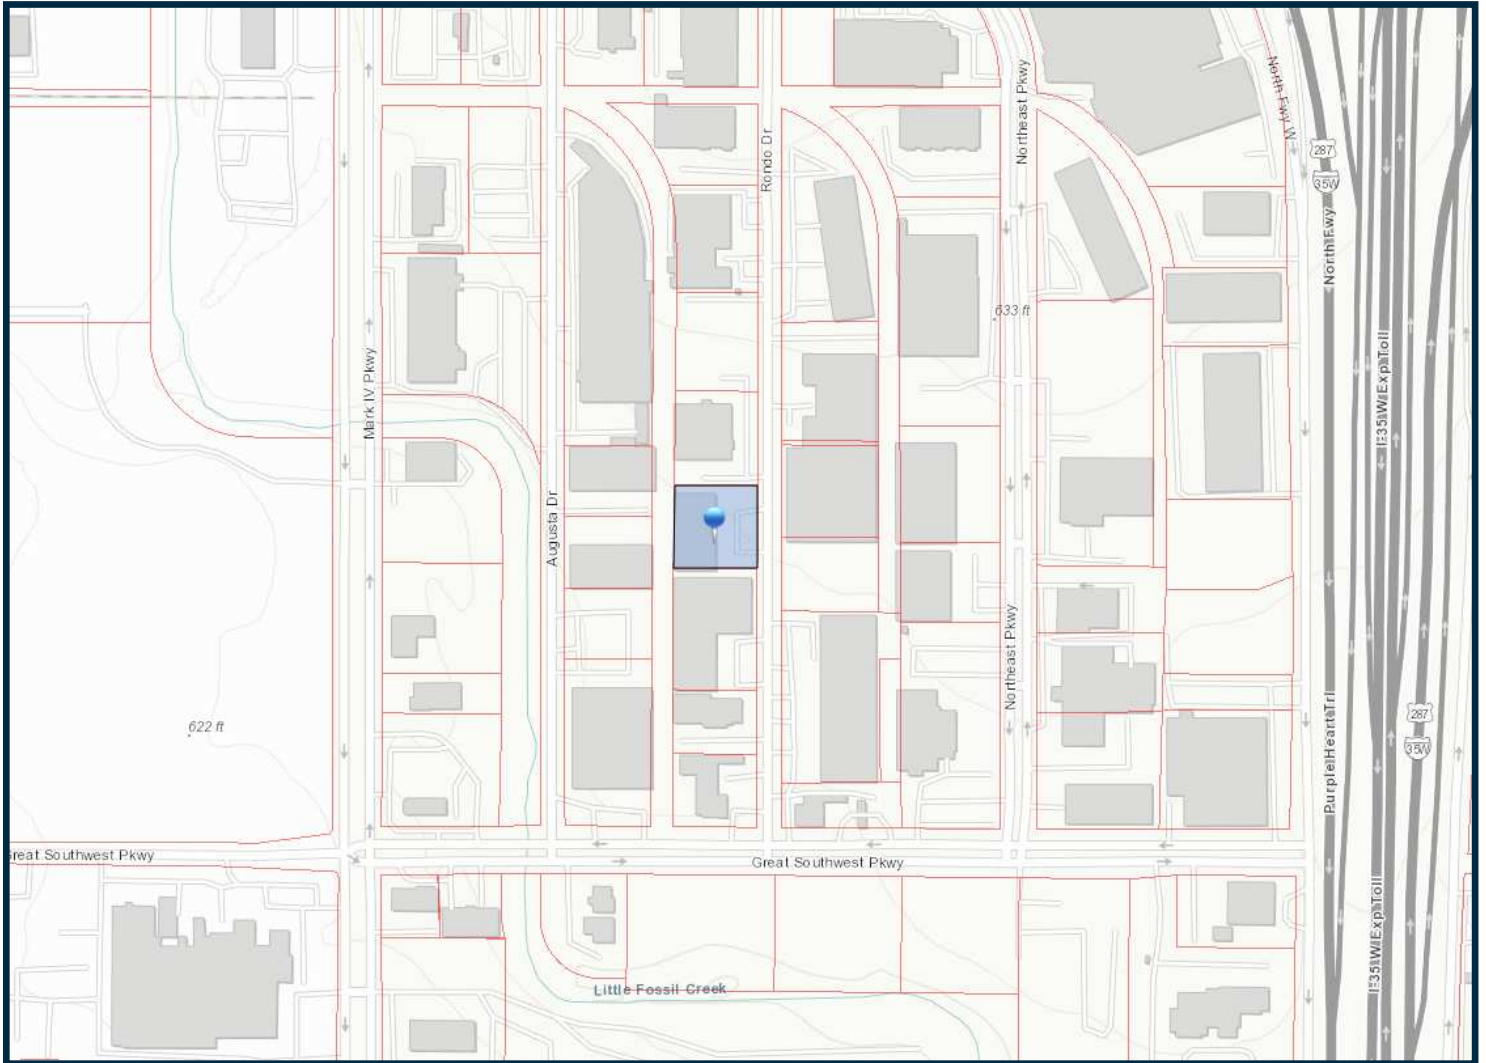 North Fwy W
Northeast Pkwy
Rondo Dr
287
35W
North Fwy
633 ft
Mark IV Pkwy
I-35 W Exp Toll
Augusta Dr
Northeast Pkwy
622 ft
287
35W
Purple Heart Trl
Great Southwest Pkwy
Great Southwest Pkwy
I-35 W Exp Toll
Little Fossil Creek